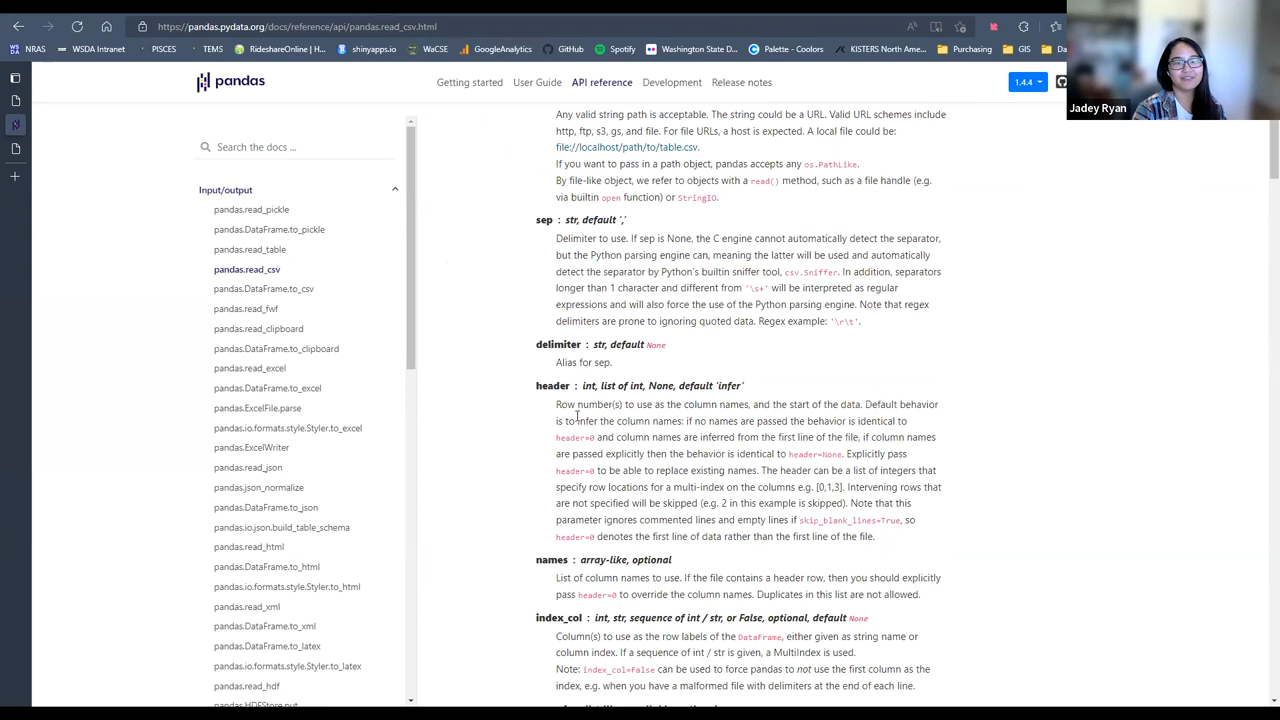 https://pandas.pydata.org/docs/reference/api/pandas.read_csv.html
NRAS WSDA Intranet PISCES TEMS RideshareOnline | H... shinyapps.io WaCSE GoogleAnalytics GitHub Spotify Washington State D... Palette - Coolors KISTERS North Ame... Purchasing GIS Da
Jadey Ryan
pandas
Getting started User Guide API reference Development Release notes
1.4.4
Search the docs ...
Input/output
pandas.read_pickle
pandas.DataFrame.to_pickle
pandas.read_table
pandas.read_csv
pandas.DataFrame.to_csv
pandas.read_fwf
pandas.read_clipboard
pandas.DataFrame.to_clipboard
pandas.read_excel
pandas.DataFrame.to_excel
pandas.ExcelFile.parse
pandas.io.formats.style.Styler.to_excel
pandas.ExcelWriter
pandas.read_json
pandas.json_normalize
pandas.DataFrame.to_json
pandas.io.json.build_table_schema
pandas.read_html
pandas.DataFrame.to_html
pandas.io.formats.style.Styler.to_html
pandas.read_xml
pandas.DataFrame.to_xml
pandas.DataFrame.to_latex
pandas.io.formats.style.Styler.to_latex
pandas.read_hdf
pandas.HDFStore.put
Any valid string path is acceptable. The string could be a URL. Valid URL schemes include
http, ftp, s3, gs, and file. For file URLs, a host is expected. A local file could be:
file://localhost/path/to/table.csv.
If you want to pass in a path object, pandas accepts any os.PathLike.
By file-like object, we refer to objects with a read() method, such as a file handle (e.g.
via builtin open function) or StringIO.
sep : str, default ','
Delimiter to use. If sep is None, the C engine cannot automatically detect the separator,
but the Python parsing engine can, meaning the latter will be used and automatically
detect the separator by Python's builtin sniffer tool, csv.Sniffer. In addition, separators
longer than 1 character and different from '\s+' will be interpreted as regular
expressions and will also force the use of the Python parsing engine. Note that regex
delimiters are prone to ignoring quoted data. Regex example: '\r\t'.
delimiter : str, default None
Alias for sep.
header : int, list of int, None, default 'infer'
Row number(s) to use as the column names, and the start of the data. Default behavior
is to infer the column names: if no names are passed the behavior is identical to
header=0 and column names are inferred from the first line of the file, if column names
are passed explicitly then the behavior is identical to header=None. Explicitly pass
header=0 to be able to replace existing names. The header can be a list of integers that
specify row locations for a multi-index on the columns e.g. [0,1,3]. Intervening rows that
are not specified will be skipped (e.g. 2 in this example is skipped). Note that this
parameter ignores commented lines and empty lines if skip_blank_lines=True, so
header=0 denotes the first line of data rather than the first line of the file.
names : array-like, optional
List of column names to use. If the file contains a header row, then you should explicitly
pass header=0 to override the column names. Duplicates in this list are not allowed.
index_col : int, str, sequence of int / str, or False, optional, default None
Column(s) to use as the row labels of the DataFrame, either given as string name or
column index. If a sequence of int / str is given, a MultiIndex is used.
Note: index_col=False can be used to force pandas to not use the first column as the
index, e.g. when you have a malformed file with delimiters at the end of each line.